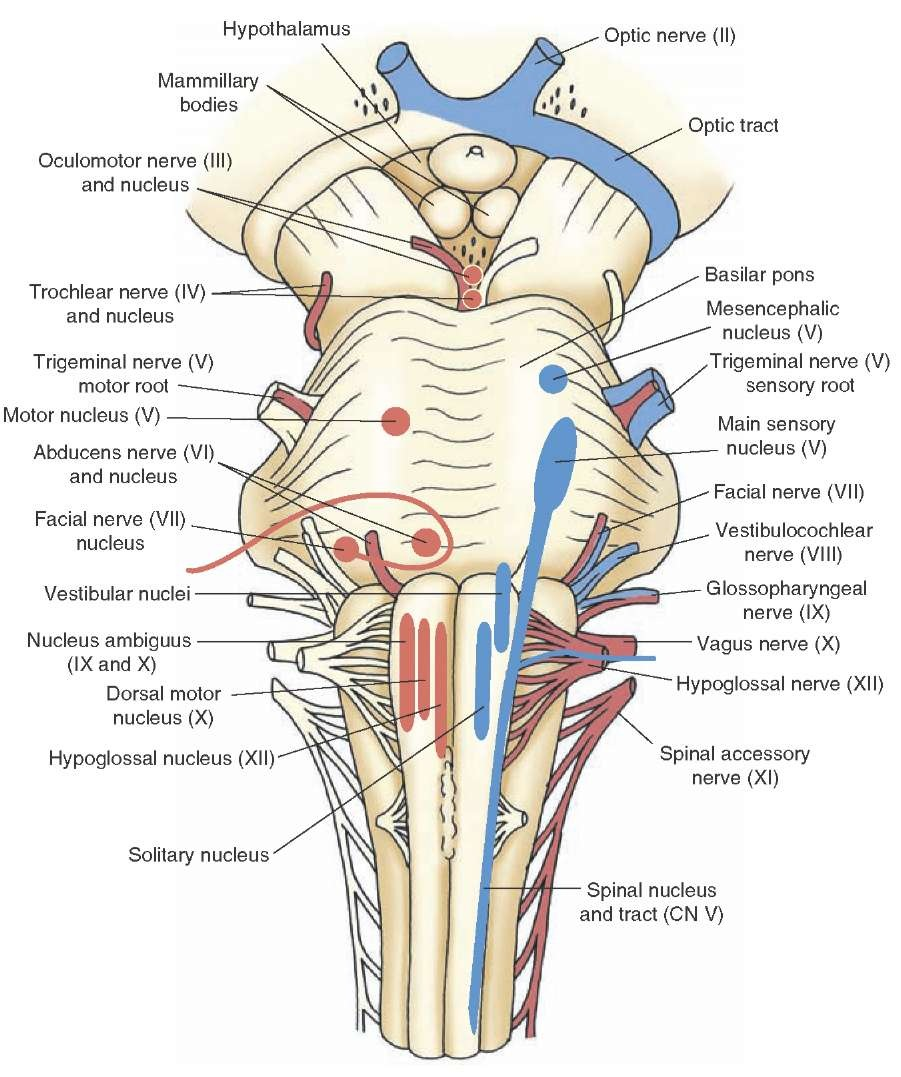 Hypothalamus
Optic nerve (II)
Mammillary
bodies
Optic tract
Oculomotor nerve (III)
and nucleus
Basilar pons
Trochlear nerve (IV)
and nucleus
Mesencephalic
nucleus (V)
Trigeminal nerve (V)
motor root
Trigeminal nerve (V)
sensory root
Motor nucleus (V)
Main sensory
nucleus (V)
Abducens nerve (VI)
and nucleus
Facial nerve (VII)
Facial nerve (VII)
nucleus
Vestibulocochlear
nerve (VIII)
Vestibular nuclei
Glossopharyngeal
nerve (IX)
Nucleus ambiguus
(IX and X)
Vagus nerve (X)
Dorsal motor
nucleus (X)
Hypoglossal nerve (XII)
Hypoglossal nucleus (XII)
Spinal accessory
nerve (XI)
Solitary nucleus
Spinal nucleus
and tract (CN V)